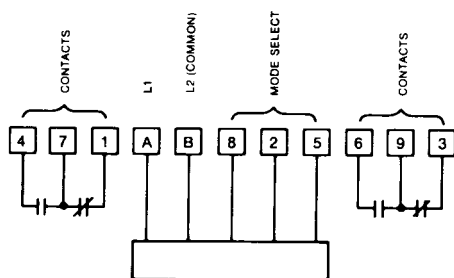 CONTACTS
L1
L2 (COMMON)
MODE SELECT
CONTACTS
4 7 1 A B 8 2 5 6 9 3